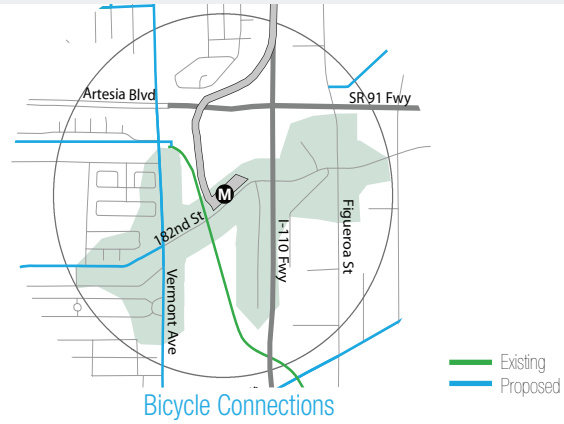 Artesia Blvd
SR 91 Fwy
M
182nd St
I-110 Fwy
Figueroa St
Vermont Ave
Existing
Proposed
Bicycle Connections